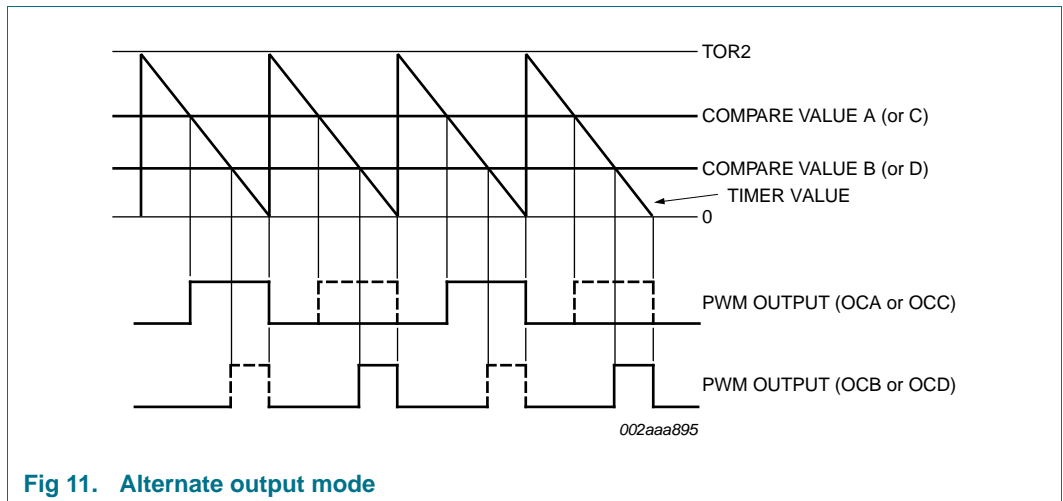 TOR2
COMPARE VALUE A (or C)
COMPARE VALUE B (or D)
TIMER VALUE
0
PWM OUTPUT (OCA or OCC)
PWM OUTPUT (OCB or OCD)
002aaa895
Fig 11. Alternate output mode